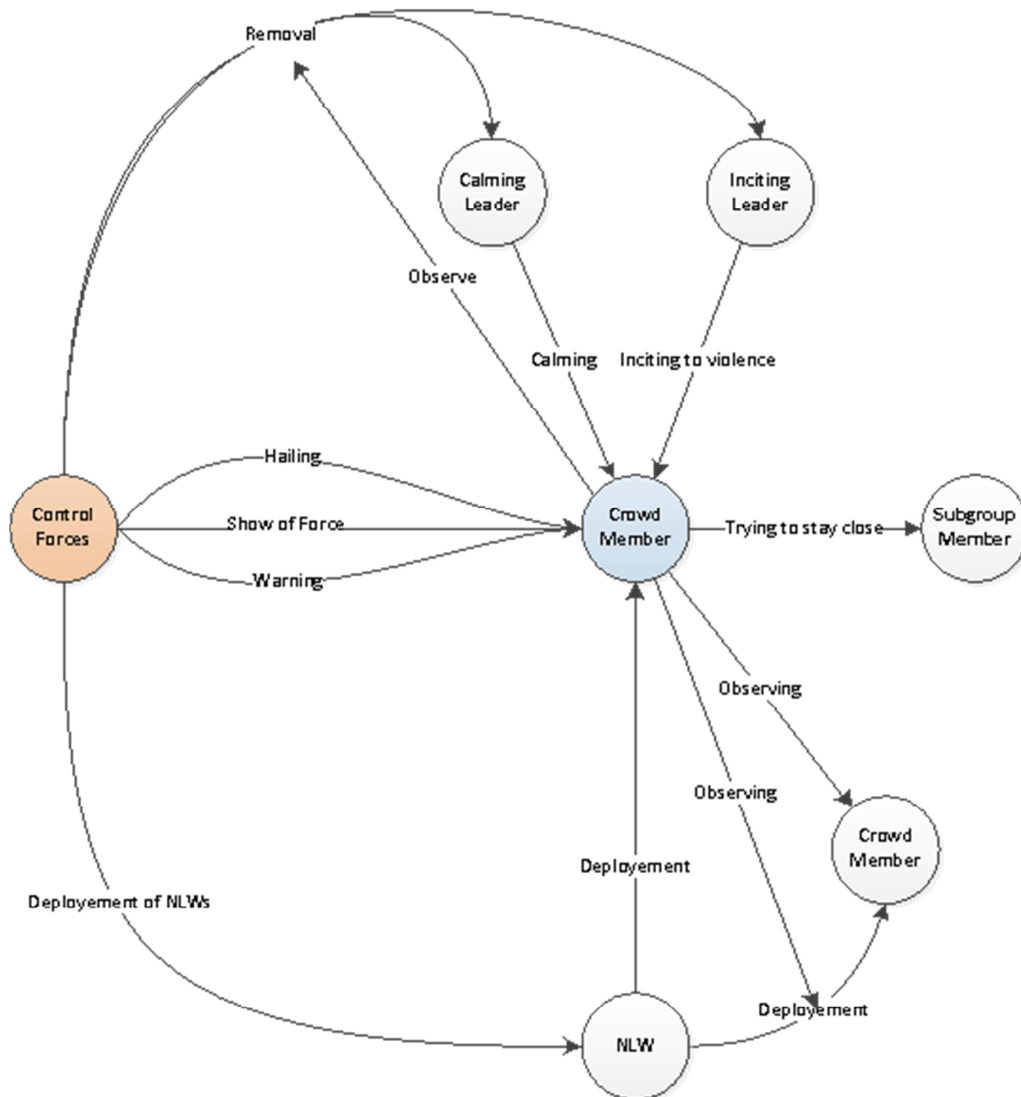 Removal
Calming
Leader
Inciting
Leader
Observe
Calming
Inciting to violence
Hailing
Control
Forces
Show of Force
Crowd
Member
Trying to stay close
Subgroup
Member
Warning
Observing
Observing
Crowd
Member
Deployement
Deployement of NLWs
Deployement
NLW